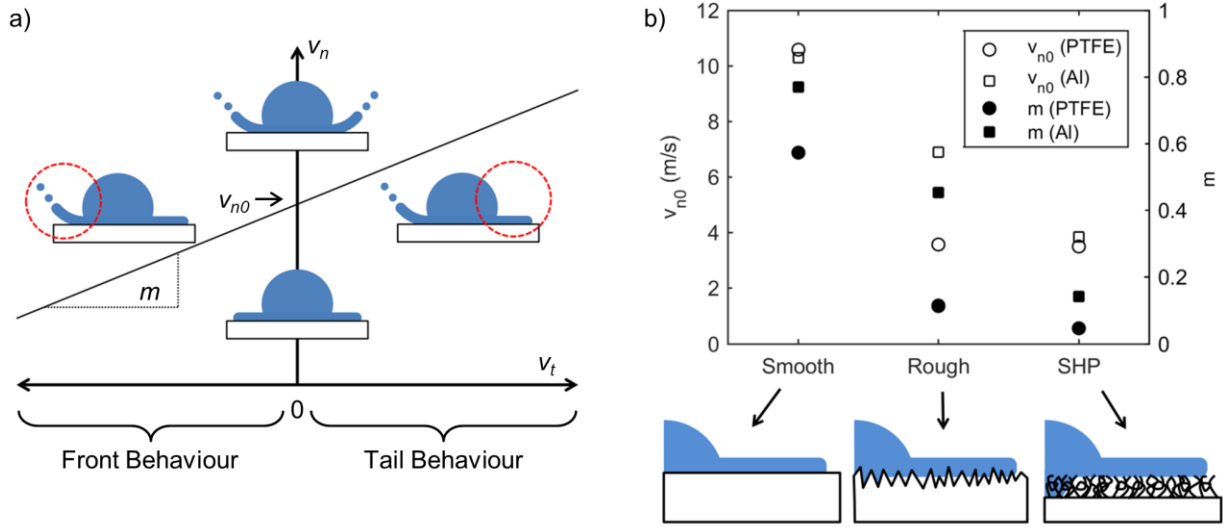 a)
v_n
v_n0
m
v_t
0
Front Behaviour
Tail Behaviour
b)
12
10
8
6
4
2
0
v_n0 (m/s)
v_n0 (PTFE)
v_n0 (Al)
m (PTFE)
m (Al)
1
0.8
0.6
0.4
0.2
0
m
Smooth
Rough
SHP